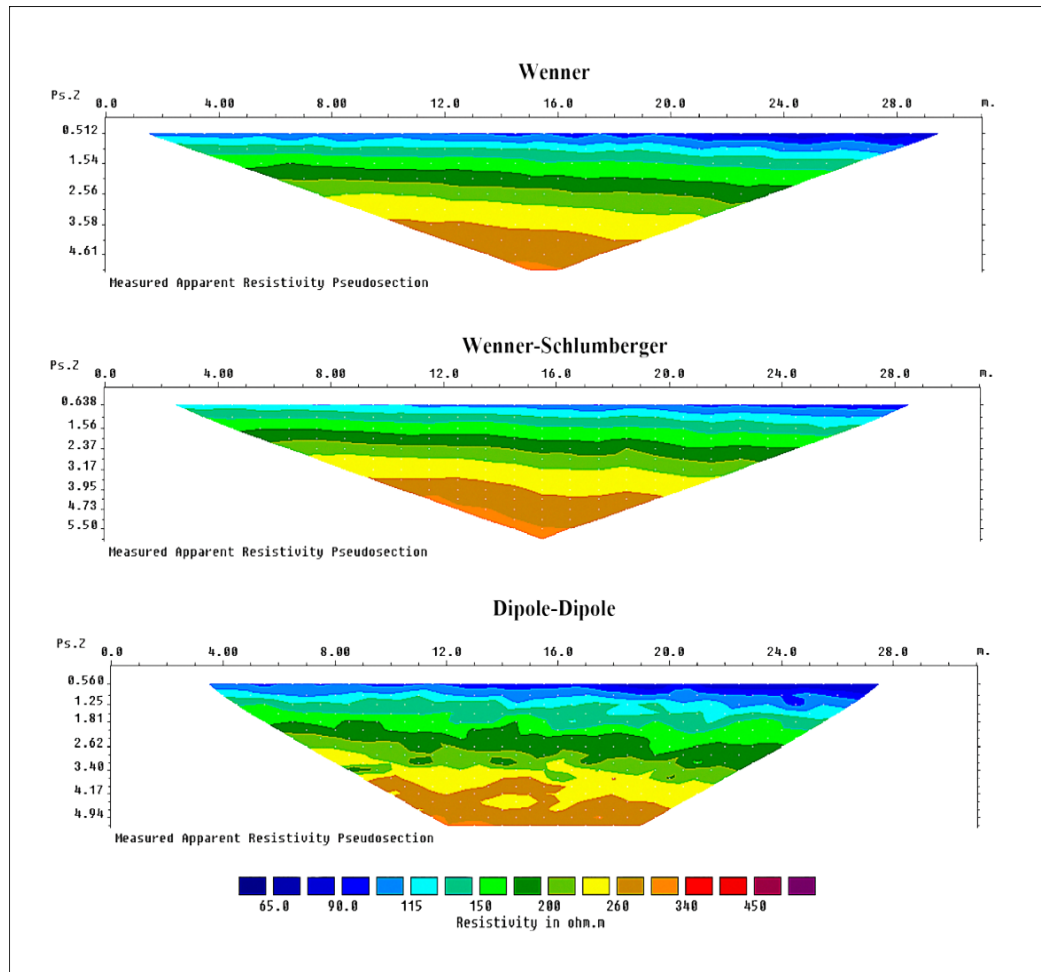 Wenner
Ps.Z
0.0 4.00 8.00 12.0 16.0 20.0 24.0 28.0 m.
0.512
1.54
2.56
3.58
4.61
Measured Apparent Resistivity Pseudosection
Wenner-Schlumberger
Ps.Z
0.0 4.00 8.00 12.0 16.0 20.0 24.0 28.0 m.
0.638
1.56
2.37
3.17
3.95
4.73
5.50
Measured Apparent Resistivity Pseudosection
Dipole-Dipole
Ps.Z
0.0 4.00 90.00 12.0 16.0 20.0 24.0 28.0 m.
0.560
1.25
1.81
2.62
3.40
4.17
4.94
Measured Apparent Resistivity Pseudosection
65.0 90.0 115 150 200 260 340 450
Resistivity in ohm.m